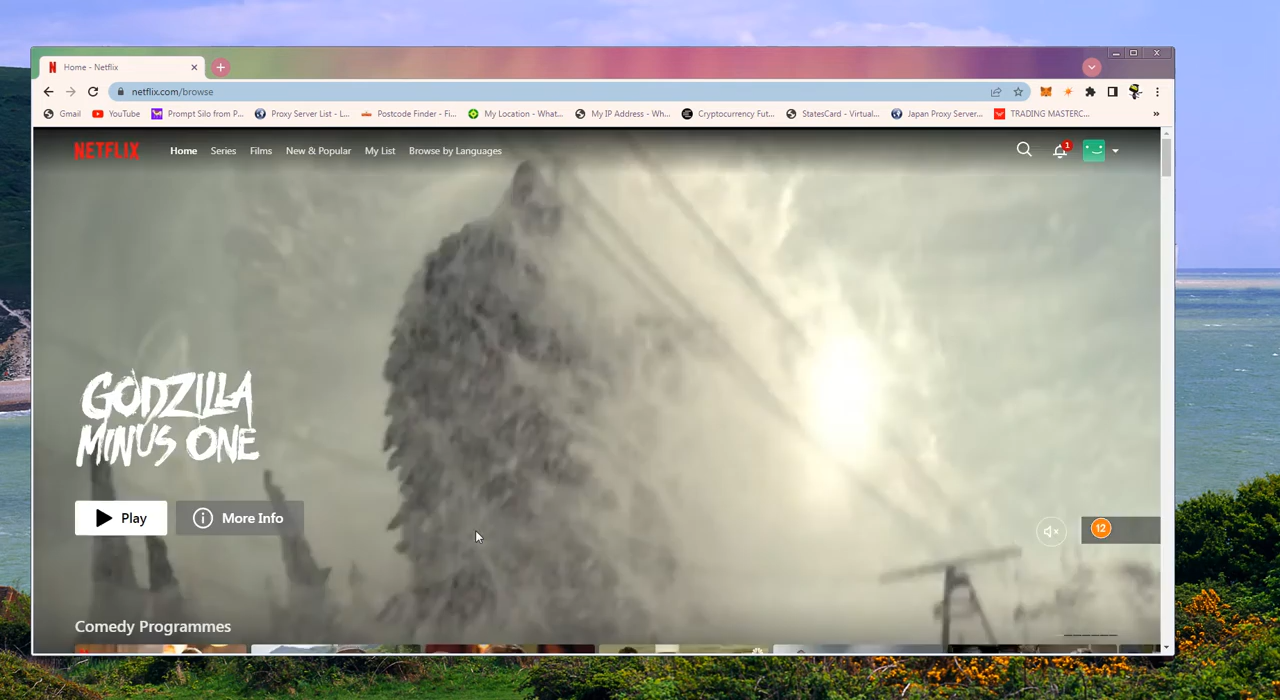 Home - Netflix
netflix.com/browse
Gmail YouTube Prompt Silo from P... Proxy Server List - L... Postcode Finder - Fi... My Location - What... My IP Address - Wh... Cryptocurrency Fut... StatesCard - Virtual... Japan Proxy Server... TRADING MASTERC... »
NETFLIX Home Series Films New & Popular My List Browse by Languages 1
GODZILLA
MINUS ONE
Play More Info
12
Comedy Programmes